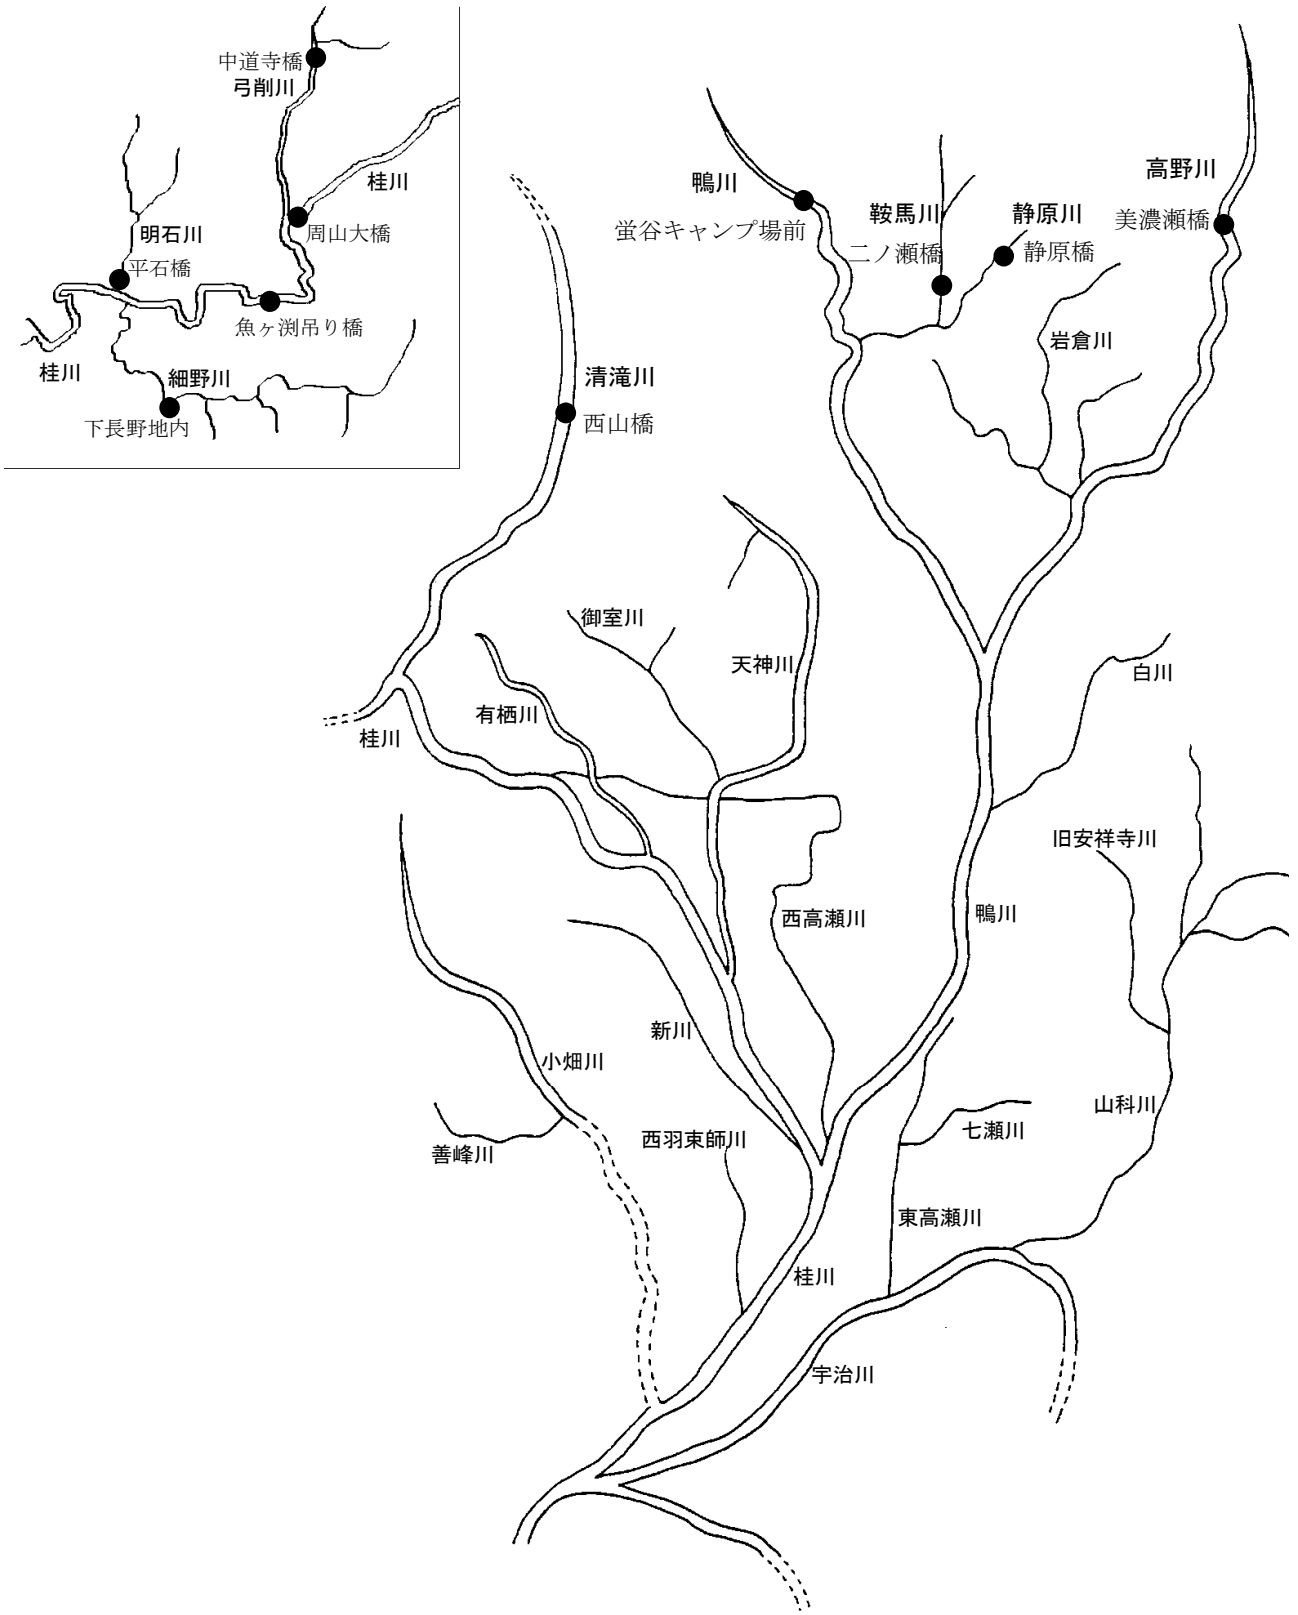 中道寺橋
弓削川
桂川
明石川
周山大橋
平石橋
魚ヶ渕吊り橋
桂川
細野川
下長野地内
鴨川
蛍谷キャンプ場前
鞍馬川
二ノ瀬橋
静原川
静原橋
高野川
美濃瀬橋
岩倉川
清滝川
西山橋
御室川
天神川
白川
有栖川
桂川
旧安祥寺川
西高瀬川
鴨川
新川
小畑川
山科川
七瀬川
西羽束師川
善峰川
東高瀬川
桂川
宇治川